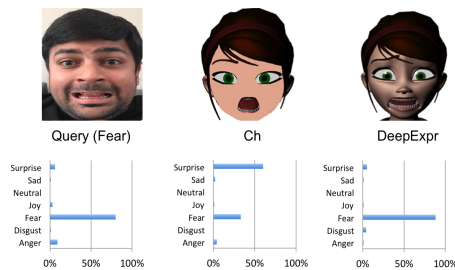 Query (Fear)
Ch
DeepExpr
Surprise
Sad
Neutral
Joy
Fear
Disgust
Anger
0% 50% 100%
Surprise
Sad
Neutral
Joy
Fear
Disgust
Anger
0% 50% 100%
Surprise
Sad
Neutral
Joy
Fear
Disgust
Anger
0% 50% 100%